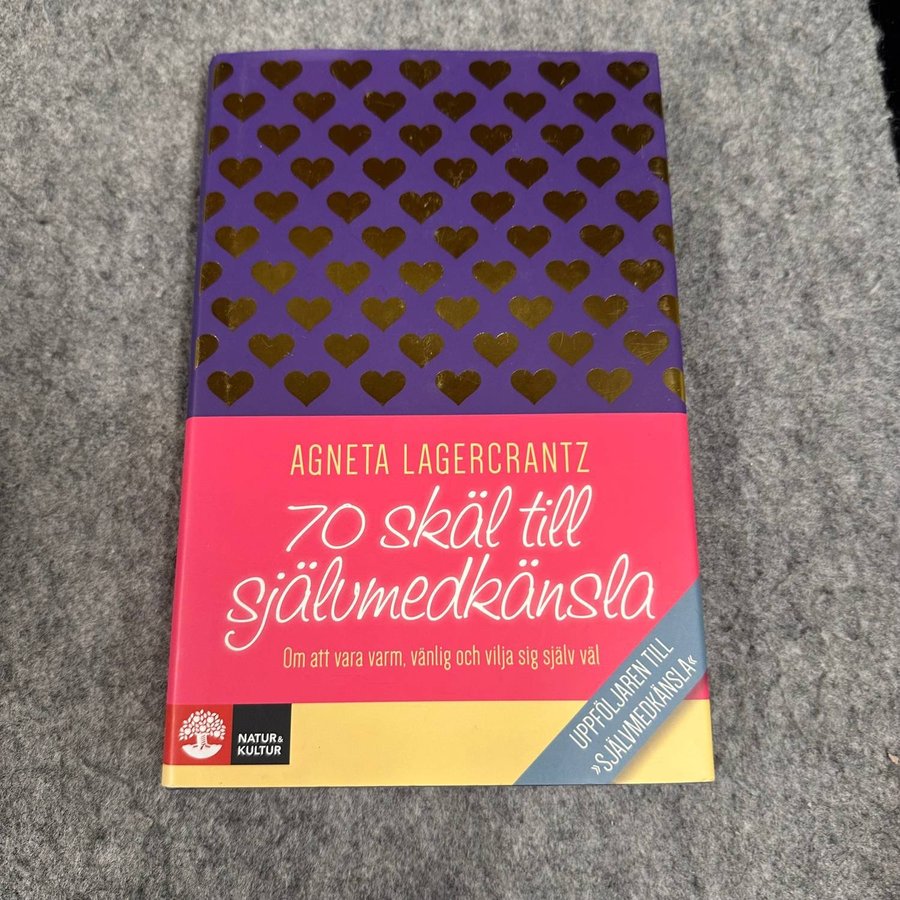 AGNETA LAGERCRANTZ
70 skäl till
självmedkänsla
Om att vara varm, vänlig och vilja sig själv väl
UPPFÖLJAREN TILL
»SJÄLVMEDKÄNSLA«
NATUR &
KULTUR